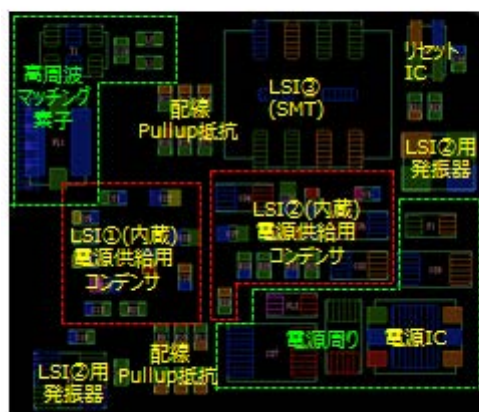 高周波
マッチング
素子
配線
Pullup抵抗
LSI②
(SMT)
リセット
IC
LSI②用
発振器
LSI①(内蔵)
電源供給用
コンデンサ
LSI②(内蔵)
電源供給用
コンデンサ
配線
Pullup抵抗
電源周り
電源IC
LSI②用
発振器